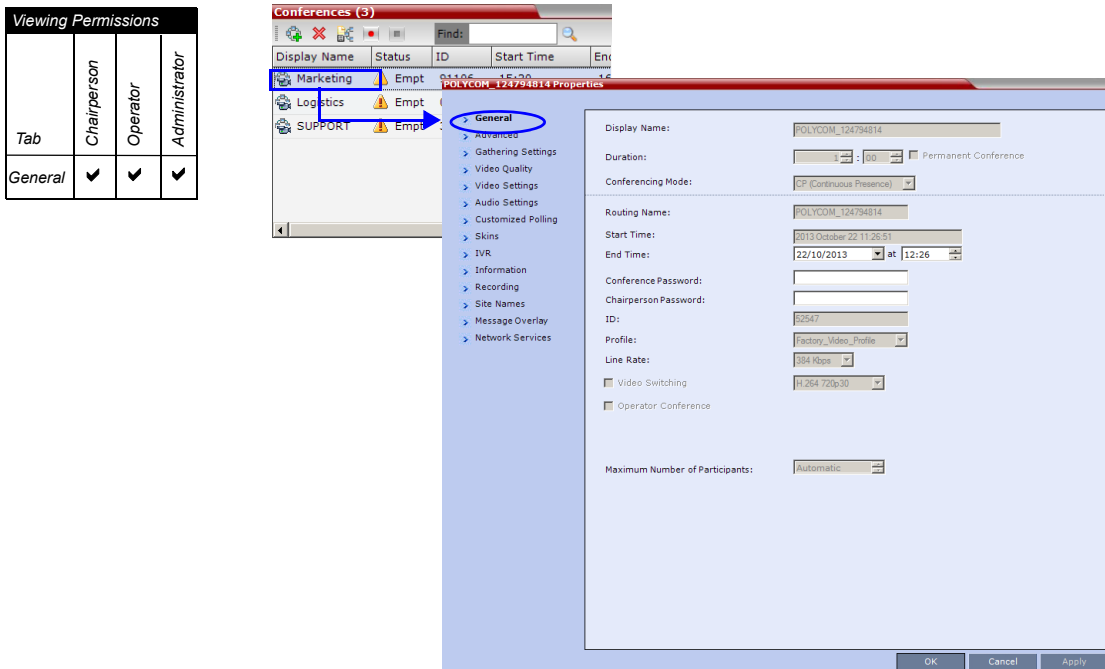 Viewing Permissions
Tab
Chairperson
Operator
Administrator
General ✔ ✔ ✔
Conferences (3)
Find:
Display Name Status ID Start Time
Marketing Empt
Logistics Empt
SUPPORT Empt
POLYCOM_124794814 Properties
General
Advanced
Gathering Settings
Video Quality
Video Settings
Audio Settings
Customized Polling
Skins
IVR
Information
Recording
Site Names
Message Overlay
Network Services
Display Name: POLYCOM_124794814
Duration: 1 : 00 Permanent Conference
Conferencing Mode: CP (Continuous Presence)
Routing Name: POLYCOM_124794814
Start Time: 2013 October 22 11:26:51
End Time: 22/10/2013 at 12:26
Conference Password:
Chairperson Password:
ID: 52547
Profile: Factory_Video_Profile
Line Rate: 384 Kbps
Video Switching H.264 720p30
Operator Conference
Maximum Number of Participants: Automatic
OK Cancel Apply